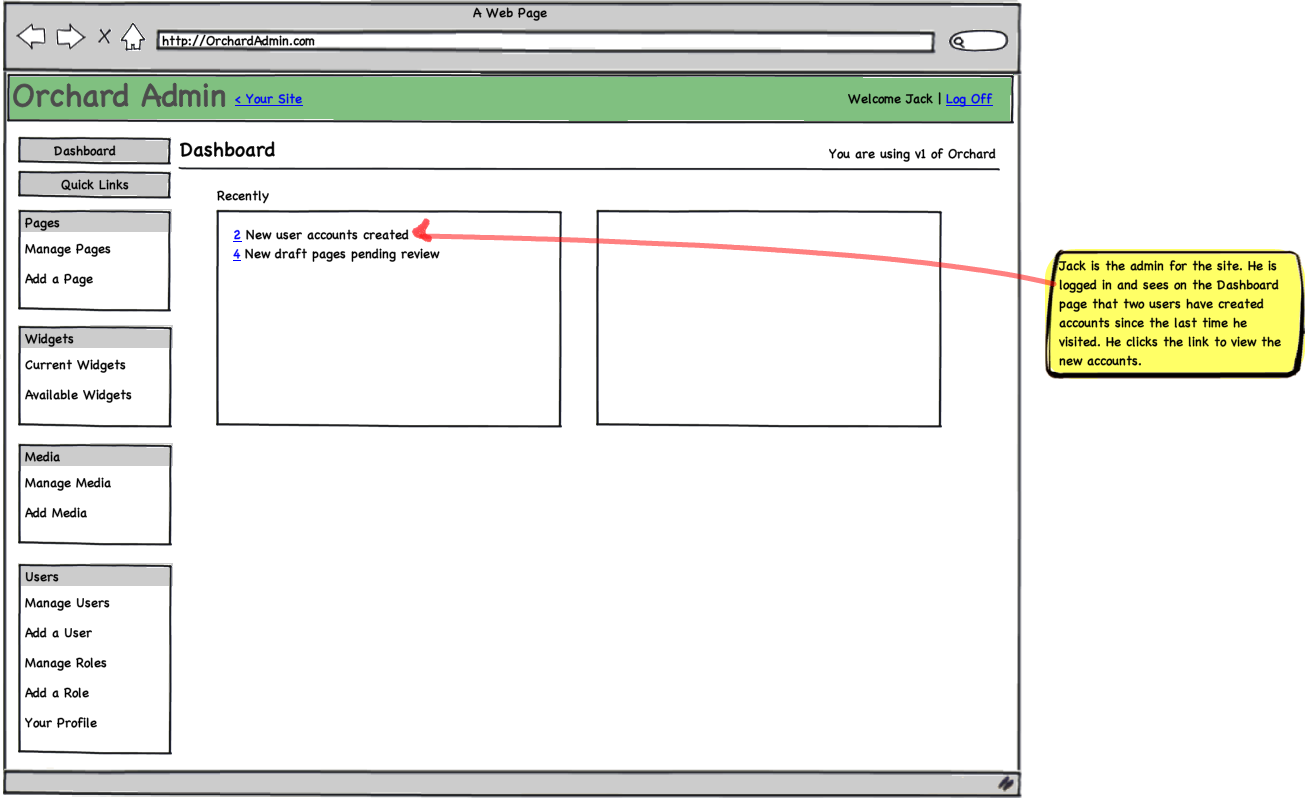 A Web Page
http://OrchardAdmin.com
Orchard Admin < Your Site Welcome Jack | Log Off
Dashboard
Quick Links
Pages
Manage Pages
Add a Page
Widgets
Current Widgets
Available Widgets
Media
Manage Media
Add Media
Users
Manage Users
Add a User
Manage Roles
Add a Role
Your Profile
Dashboard You are using v1 of Orchard
Recently
2 New user accounts created
4 New draft pages pending review
Jack is the admin for the site. He is
logged in and sees on the Dashboard
page that two users have created
accounts since the last time he
visited. He clicks the link to view the
new accounts.